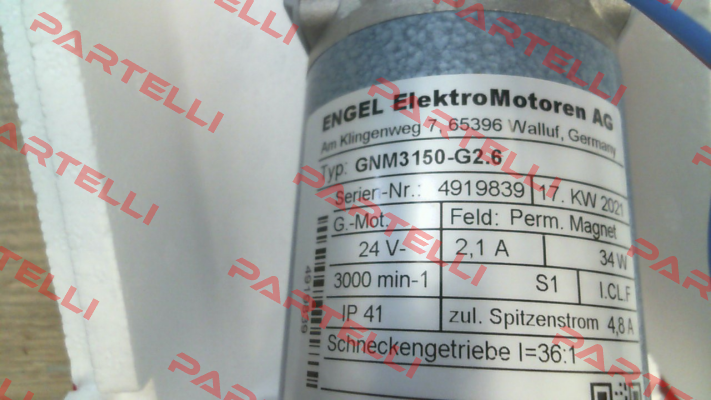 ENGEL ElektroMotoren AG
Am Klingenweg 7, 65396 Walluf, Germany
Typ: GNM3150-G2.6
Serien-Nr.: 4919839 17. KW 2021
G.-Mot. Feld: Perm. Magnet
24 V- 2,1 A 34 W
3000 min-1 S1 I.CL.F
IP 41 zul. Spitzenstrom 4,8 A
Schneckengetriebe I=36:1
4919839
PARTELLI
PARTELLI
PARTELLI
PARTELLI
PARTELLI
PARTELLI
PARTELLI
PARTELLI
PARTELLI